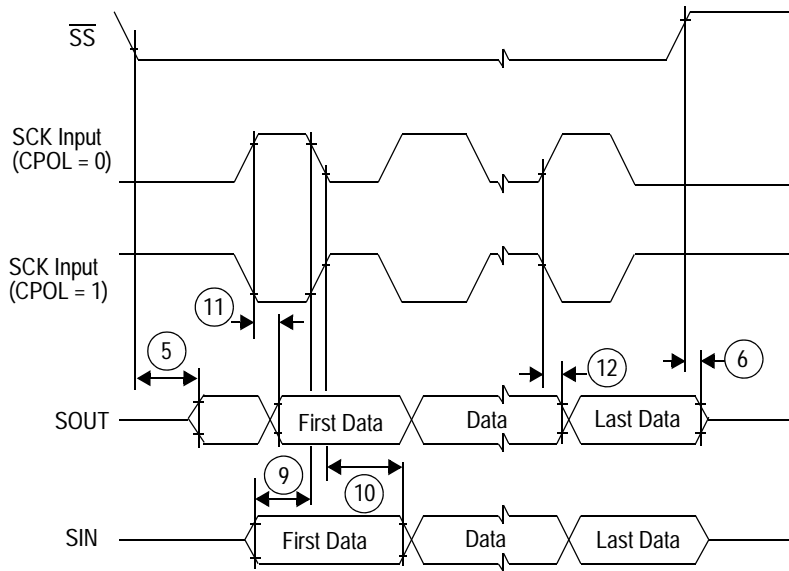 SS
SCK Input
(CPOL = 0)
SCK Input
(CPOL = 1)
11
5
12
6
SOUT
First Data
Data
Last Data
9
10
SIN
First Data
Data
Last Data